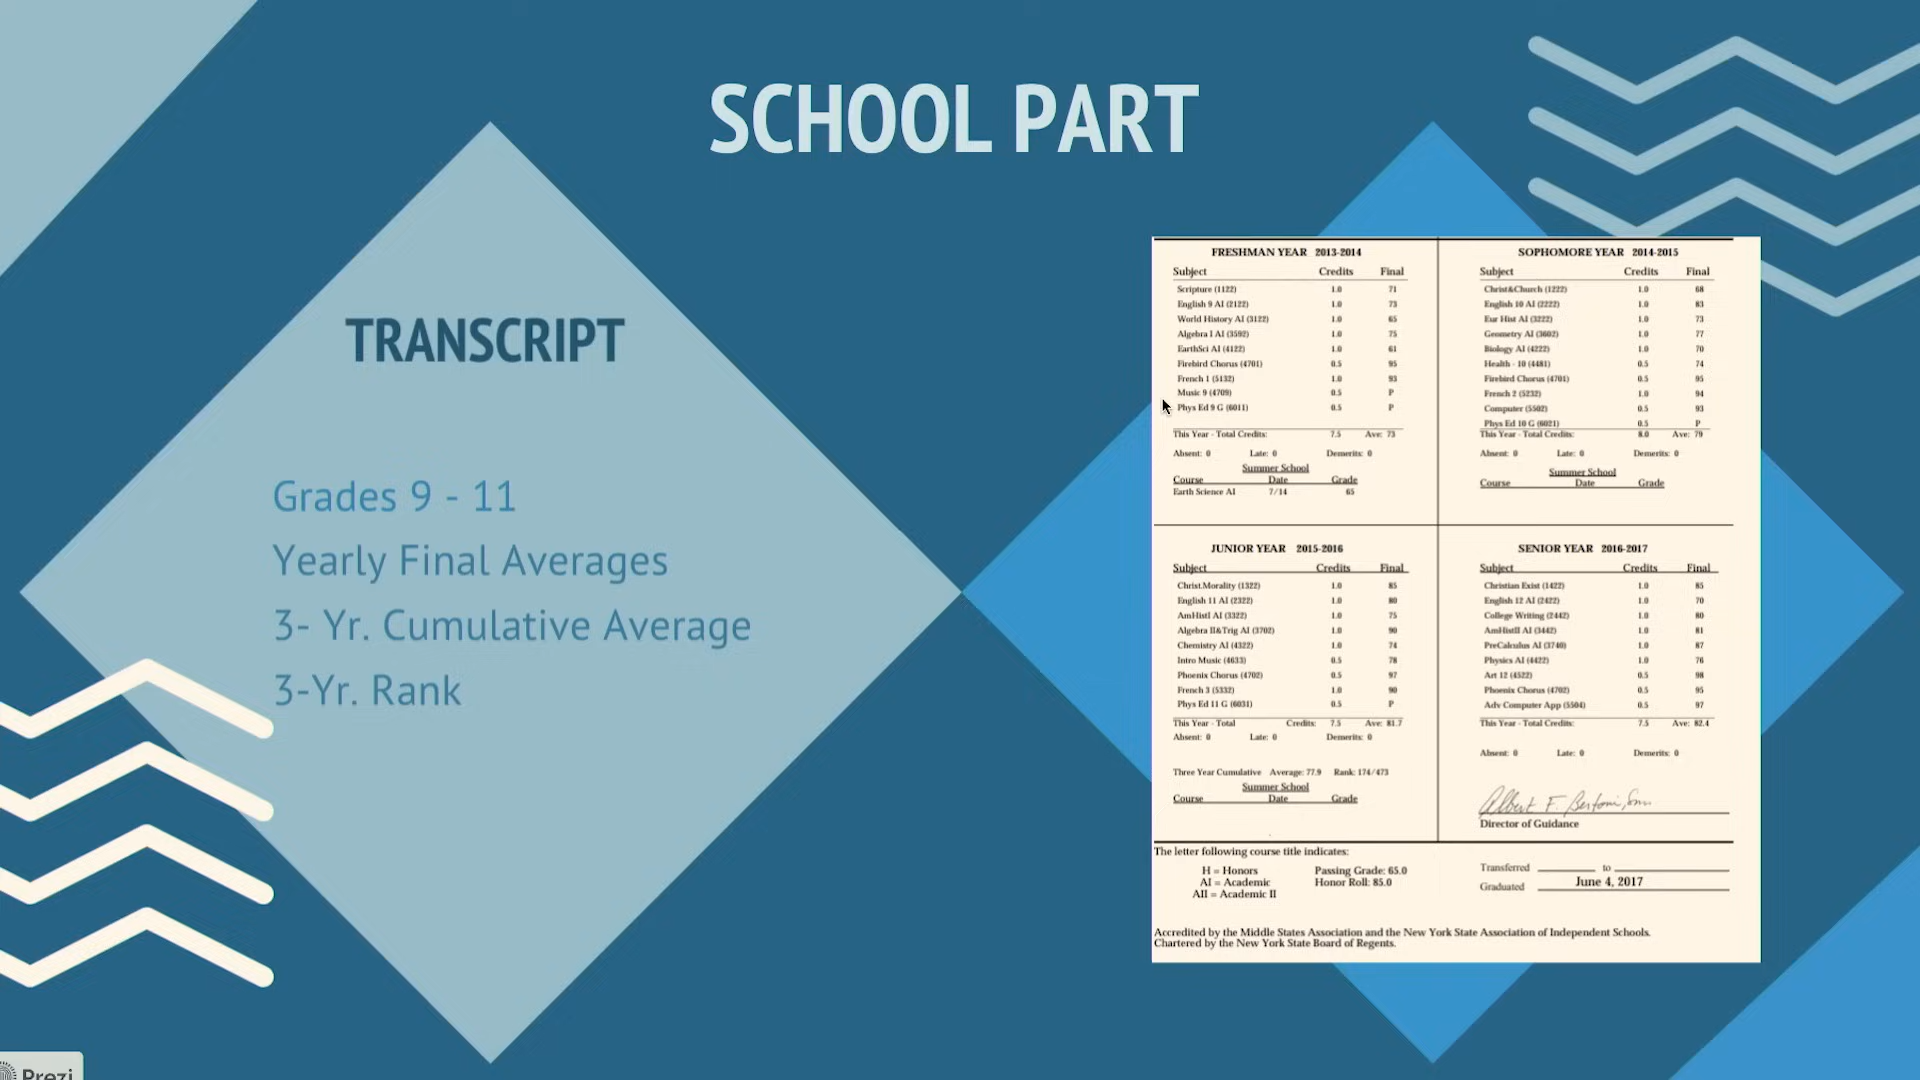 SCHOOL PART
TRANSCRIPT
Grades 9 - 11
Yearly Final Averages
3- Yr. Cumulative Average
3-Yr. Rank
FRESHMAN YEAR 2013-2014
Subject Credits Final
Scripture (1122) 1.0 71
English 9 AI (2122) 1.0 73
World History AI (3122) 1.0 65
Algebra I AI (3592) 1.0 75
EarthSci AI (4122) 1.0 61
Firebird Chorus (4701) 0.5 95
French 1 (5132) 1.0 93
Music 9 (4709) 0.5 P
Phys Ed 9 G (6011) 0.5 P
This Year - Total Credits: 7.5 Ave: 73
Absent: 0 Late: 0 Demerits: 0
Summer School
Course Date Grade
Earth Science AI 7/14 65
SOPHOMORE YEAR 2014-2015
Subject Credits Final
Christ&Church (1222) 1.0 68
English 10 AI (2222) 1.0 83
Eur Hist AI (3222) 1.0 73
Geometry AI (3602) 1.0 77
Biology AI (4222) 1.0 70
Health - 10 (4481) 0.5 74
Firebird Chorus (4701) 0.5 95
French 2 (5232) 1.0 94
Computer (5502) 0.5 93
Phys Ed 10 G (6021) 0.5 P
This Year - Total Credits: 8.0 Ave: 79
Absent: 0 Late: 0 Demerits: 0
Summer School
Course Date Grade
JUNIOR YEAR 2015-2016
Subject Credits Final
Christ.Morality (1322) 1.0 85
English 11 AI (2322) 1.0 80
AmHistI AI (3322) 1.0 75
Algebra II&Trig AI (3702) 1.0 90
Chemistry AI (4322) 1.0 74
Intro Music (4633) 0.5 78
Phoenix Chorus (4702) 0.5 97
French 3 (5332) 1.0 90
Phys Ed 11 G (6031) 0.5 P
This Year - Total Credits: 7.5 Ave: 81.7
Absent: 0 Late: 0 Demerits: 0
Three Year Cumulative Average: 77.9 Rank: 174/473
Summer School
Course Date Grade
SENIOR YEAR 2016-2017
Subject Credits Final
Christian Exist (1422) 1.0 85
English 12 AI (2422) 1.0 70
College Writing (2442) 1.0 80
AmHistII AI (3442) 1.0 81
PreCalculus AI (3740) 1.0 87
Physics AI (4422) 1.0 76
Art 12 (4522) 0.5 98
Phoenix Chorus (4702) 0.5 95
Adv Computer App (5504) 0.5 97
This Year - Total Credits: 7.5 Ave: 82.4
Absent: 0 Late: 0 Demerits: 0
Albert F. Bertoni
Director of Guidance
The letter following course title indicates:
H = Honors Passing Grade: 65.0
AI = Academic Honor Roll: 85.0
AII = Academic II
Transferred to
Graduated June 4, 2017
Accredited by the Middle States Association and the New York State Association of Independent Schools.
Chartered by the New York State Board of Regents.
Prezi